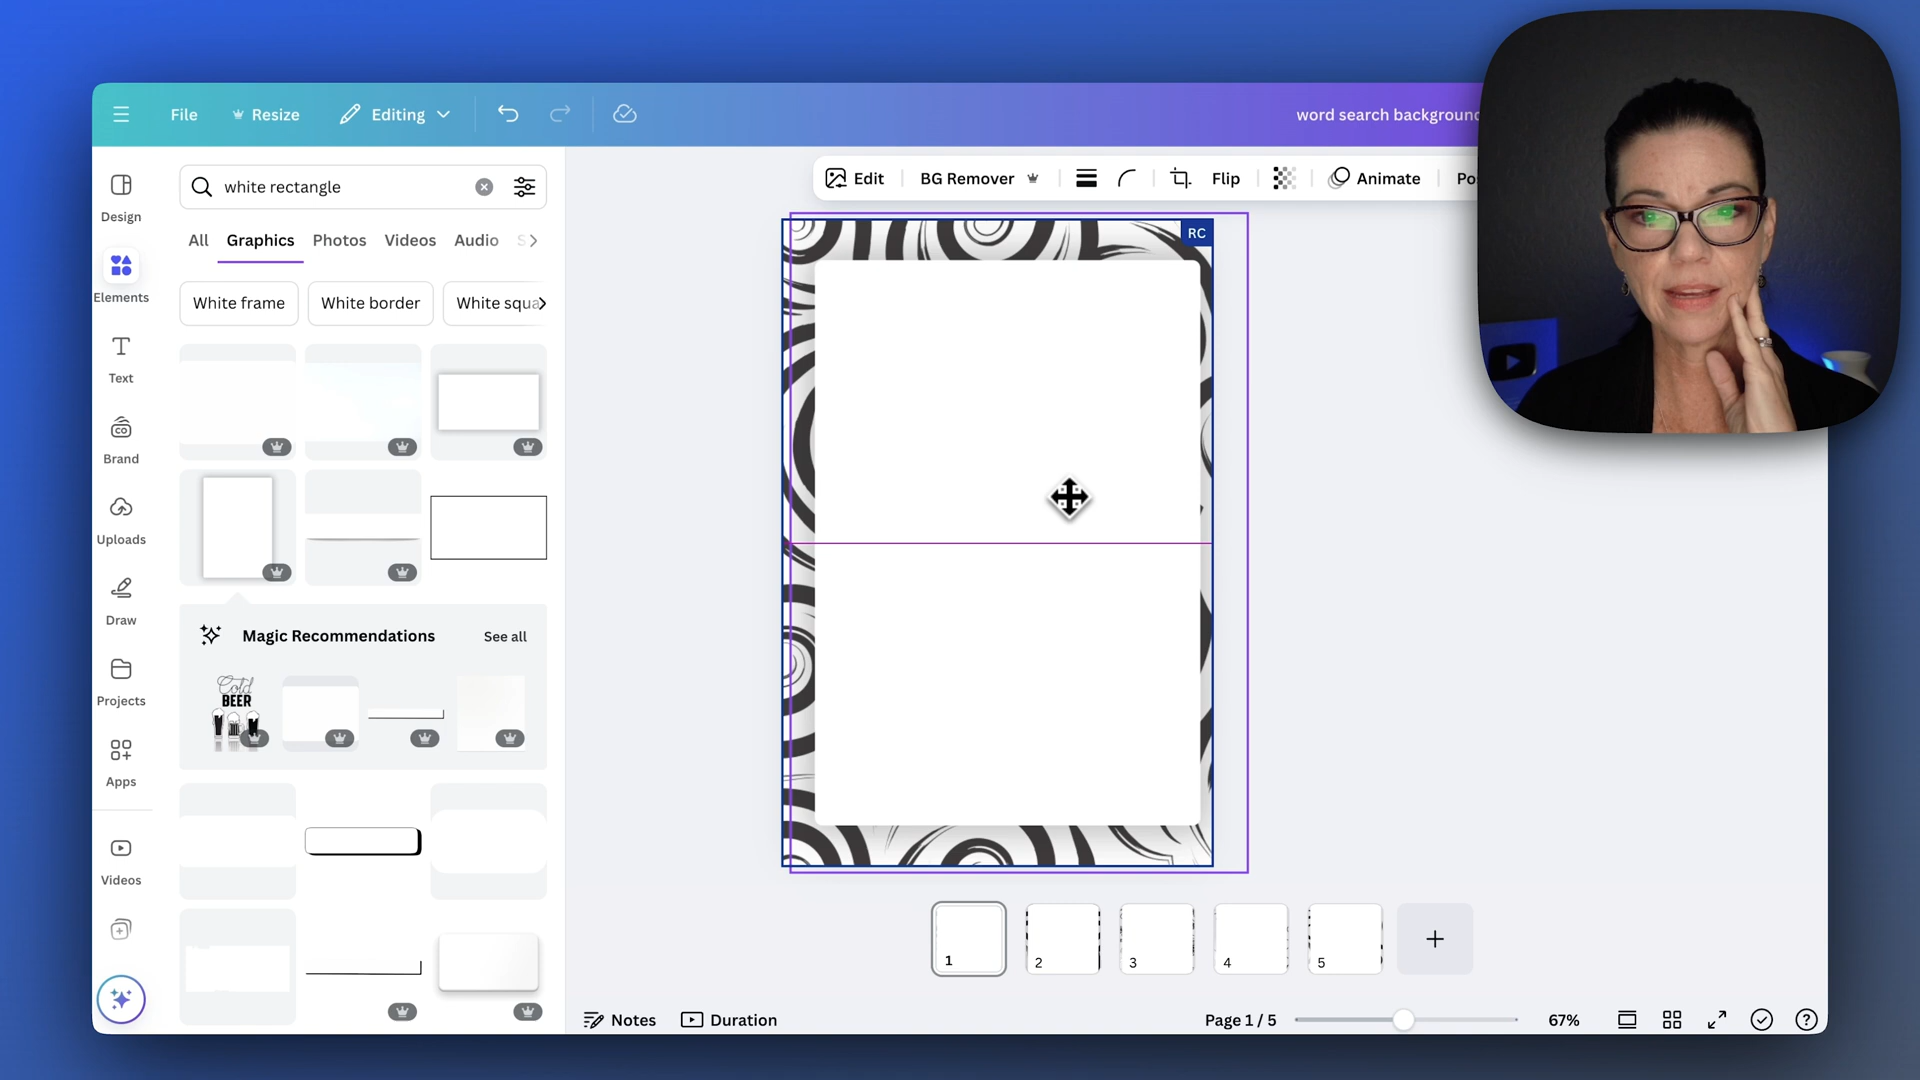 File
Resize
Editing
word search background
Design
Elements
Text
Brand
Uploads
Draw
Projects
Apps
Videos
white rectangle
All Graphics Photos Videos Audio S
White frame White border White squa
Magic Recommendations See all
Cold
BEER
Edit BG Remover Flip Animate Po
RC
1 2 3 4 5
Notes Duration Page 1 / 5 67%